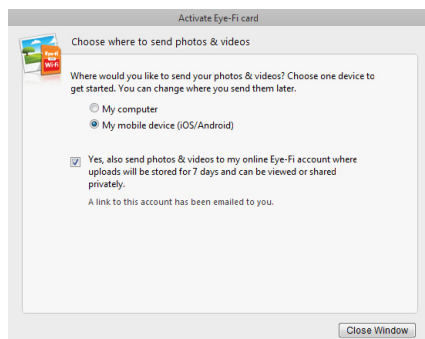 Activate Eye-Fi card
Choose where to send photos & videos
Where would you like to send your photos & videos? Choose one device to
get started. You can change where you send them later.
My computer
My mobile device (iOS/Android)
Yes, also send photos & videos to my online Eye-Fi account where
uploads will be stored for 7 days and can be viewed or shared
privately.
A link to this account has been emailed to you.
Close Window